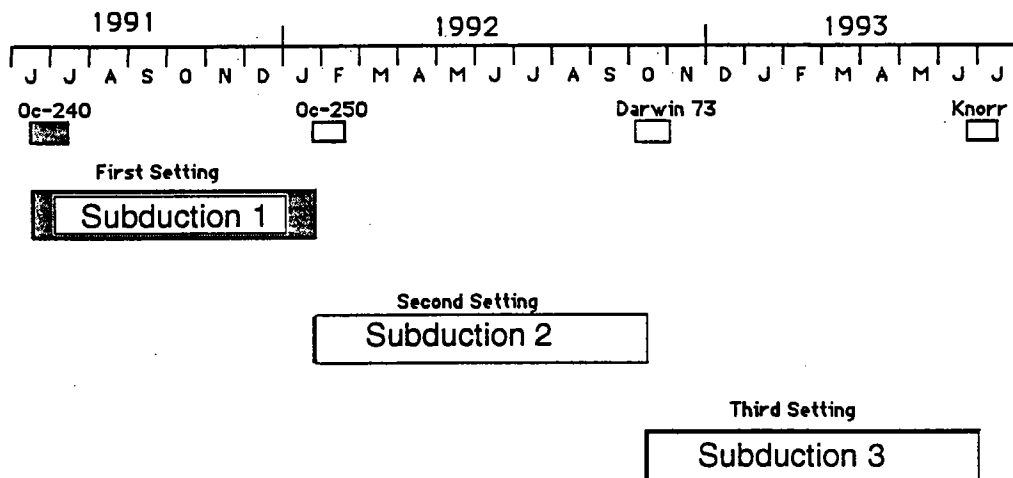 1991 1992 1993
J J A S O N D J F M A M J J A S O N D J F M A M J J
Oc-240 Oc-250 Darwin 73 Knorr
First Setting
Subduction 1
Second Setting
Subduction 2
Third Setting
Subduction 3